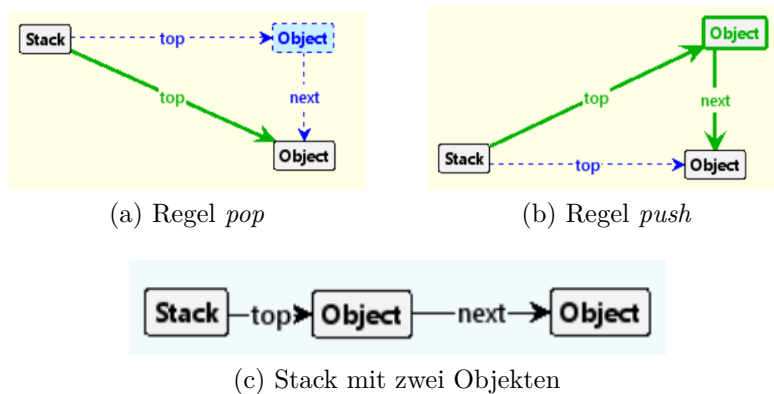 Stack top Object
top next
Object
(a) Regel pop
Object
top next
Stack top Object
(b) Regel push
Stack top Object next Object
(c) Stack mit zwei Objekten